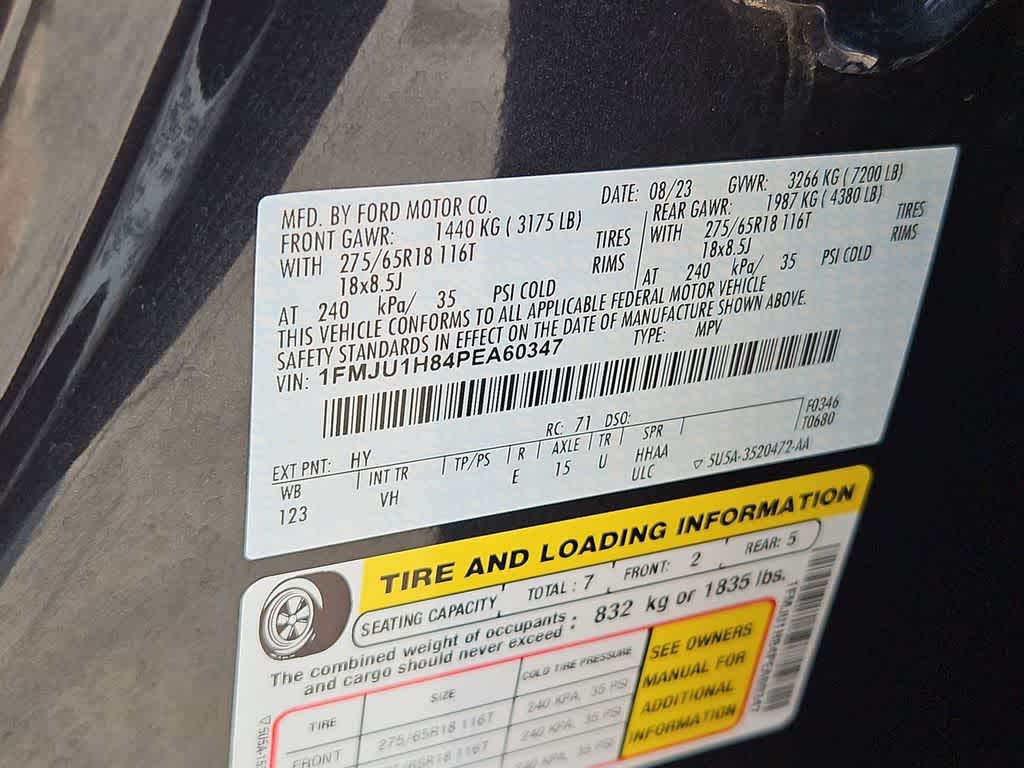 MFD. BY FORD MOTOR CO. DATE: 08/23 GVWR: 3266 KG ( 7200 LB)
FRONT GAWR: 1440 KG ( 3175 LB) REAR GAWR: 1987 KG ( 4380 LB)
WITH 275/65R18 116T TIRES WITH 275/65R18 116T TIRES
18x8.5J RIMS 18x8.5J RIMS
AT 240 kPa/ 35 PSI COLD AT 240 kPa/ 35 PSI COLD
THIS VEHICLE CONFORMS TO ALL APPLICABLE FEDERAL MOTOR VEHICLE
SAFETY STANDARDS IN EFFECT ON THE DATE OF MANUFACTURE SHOWN ABOVE.
VIN: 1FMJU1H84PEA60347 TYPE: MPV
EXT PNT: HY RC: 71 DSO: F0346
WB INT TR TP/PS R AXLE TR SPR T0680
123 VH E 15 U HHAA
ULC 5U5A-3520472-AA
TIRE AND LOADING INFORMATION
SEATING CAPACITY TOTAL : 7 FRONT: 2 REAR: 5
The combined weight of occupants and cargo should never exceed : 832 kg or 1835 lbs.
TIRE SIZE COLD TIRE PRESSURE
FRONT 275/65R18 116T 240 KPA, 35 PSI
240 KPA, 35 PSI
SEE OWNERS
MANUAL FOR
ADDITIONAL
INFORMATION